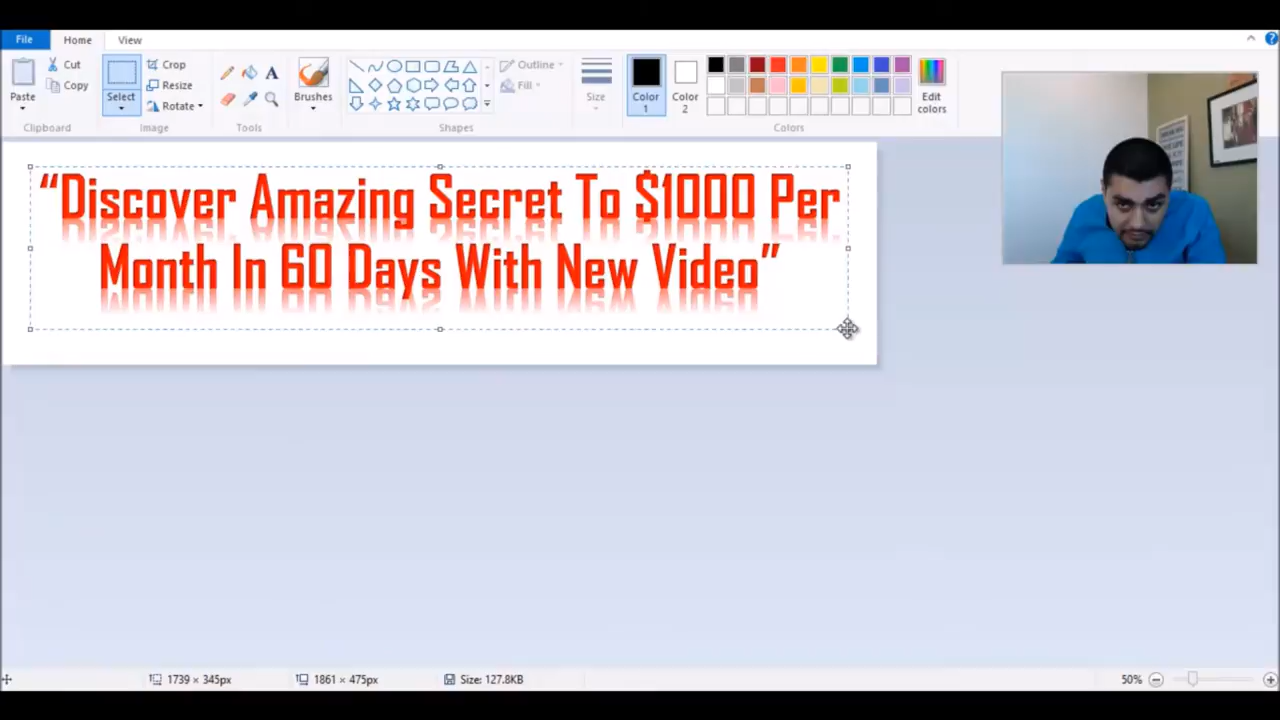 File
Home
View
Paste
Cut
Copy
Clipboard
Select
Crop
Resize
Rotate
Image
Tools
Brushes
Outline
Fill
Shapes
Size
Color
1
Color
2
Edit
colors
Colors
“Discover Amazing Secret To $1000 Per
Month In 60 Days With New Video”
1739 × 345px
1861 × 475px
Size: 127.8KB
50%